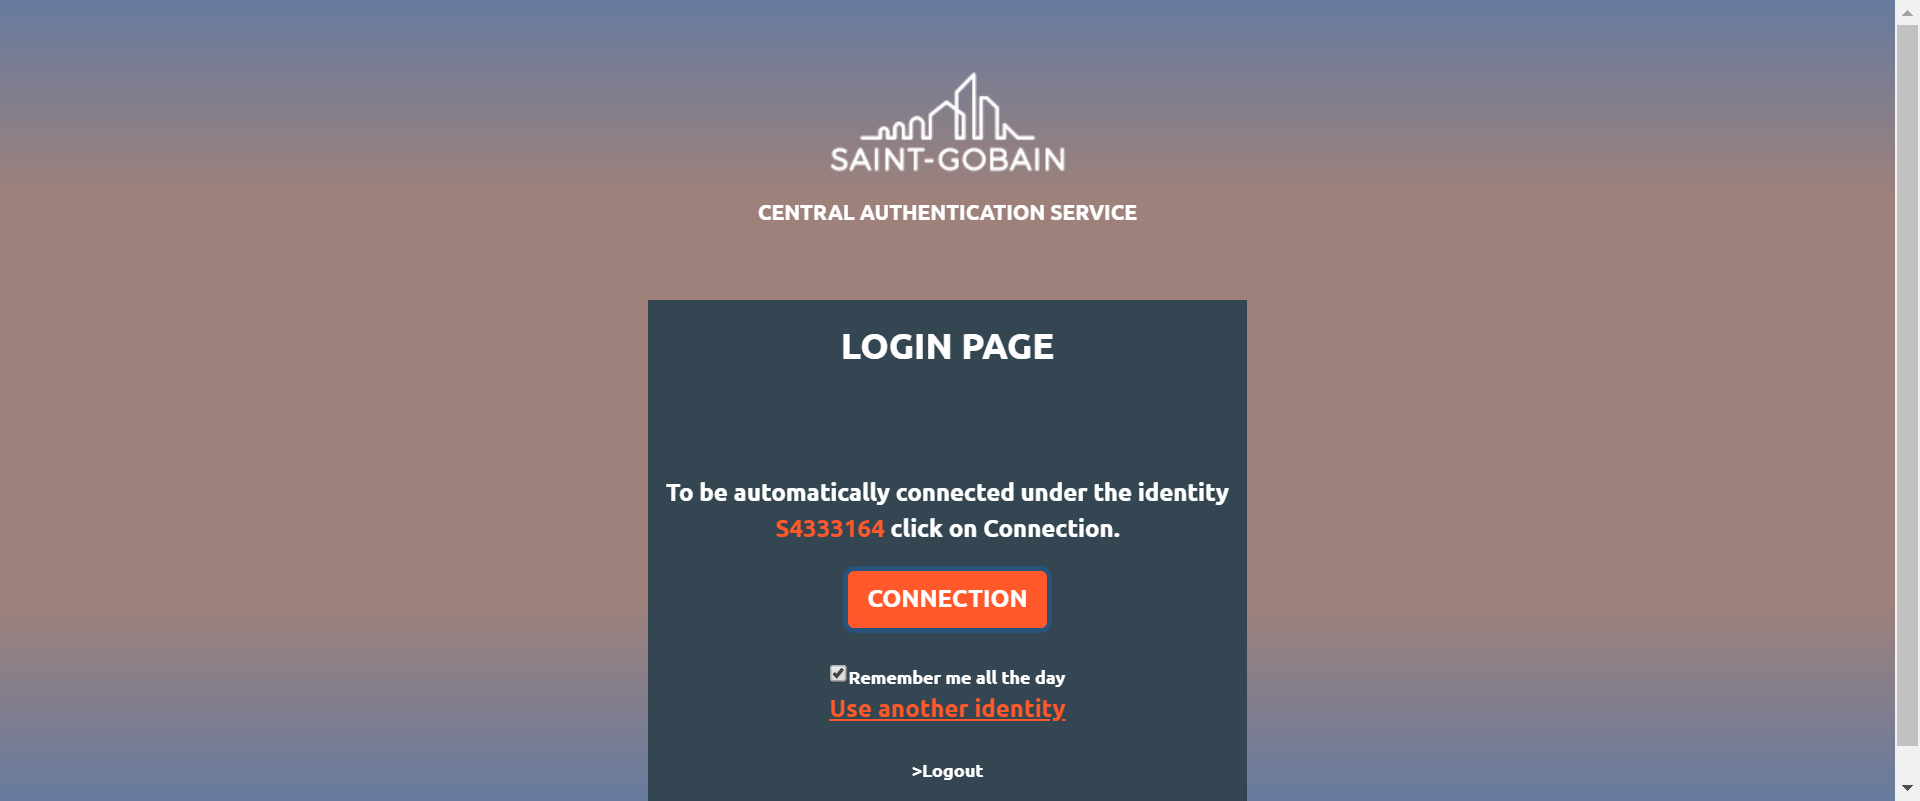 SAINT-GOBAIN
CENTRAL AUTHENTICATION SERVICE
LOGIN PAGE
To be automatically connected under the identity
S4333164 click on Connection.
CONNECTION
Remember me all the day
Use another identity
>Logout